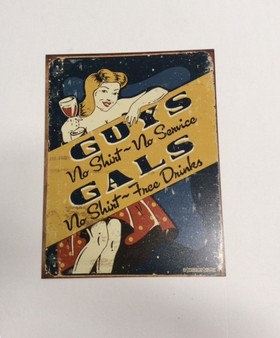 GUYS
No Shirt~No Service
GALS
No Shirt~Free Drinks